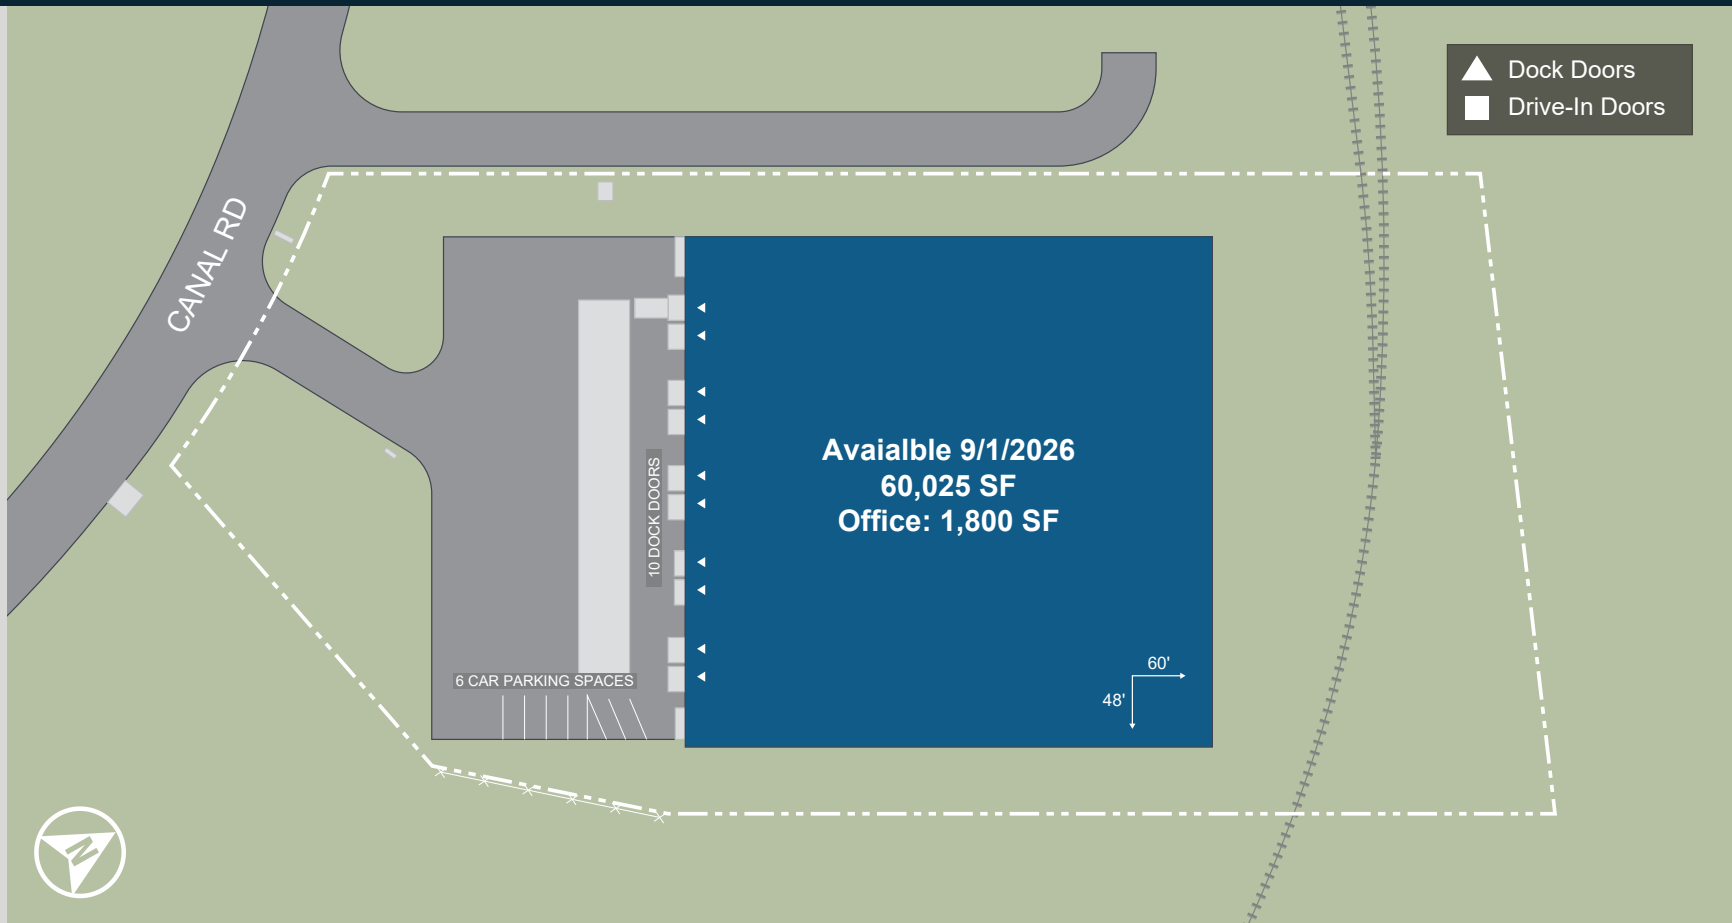 Dock Doors
Drive-In Doors
CANAL RD
Avaialble 9/1/2026
60,025 SF
Office: 1,800 SF
10 DOCK DOORS
60'
48'
6 CAR PARKING SPACES
N